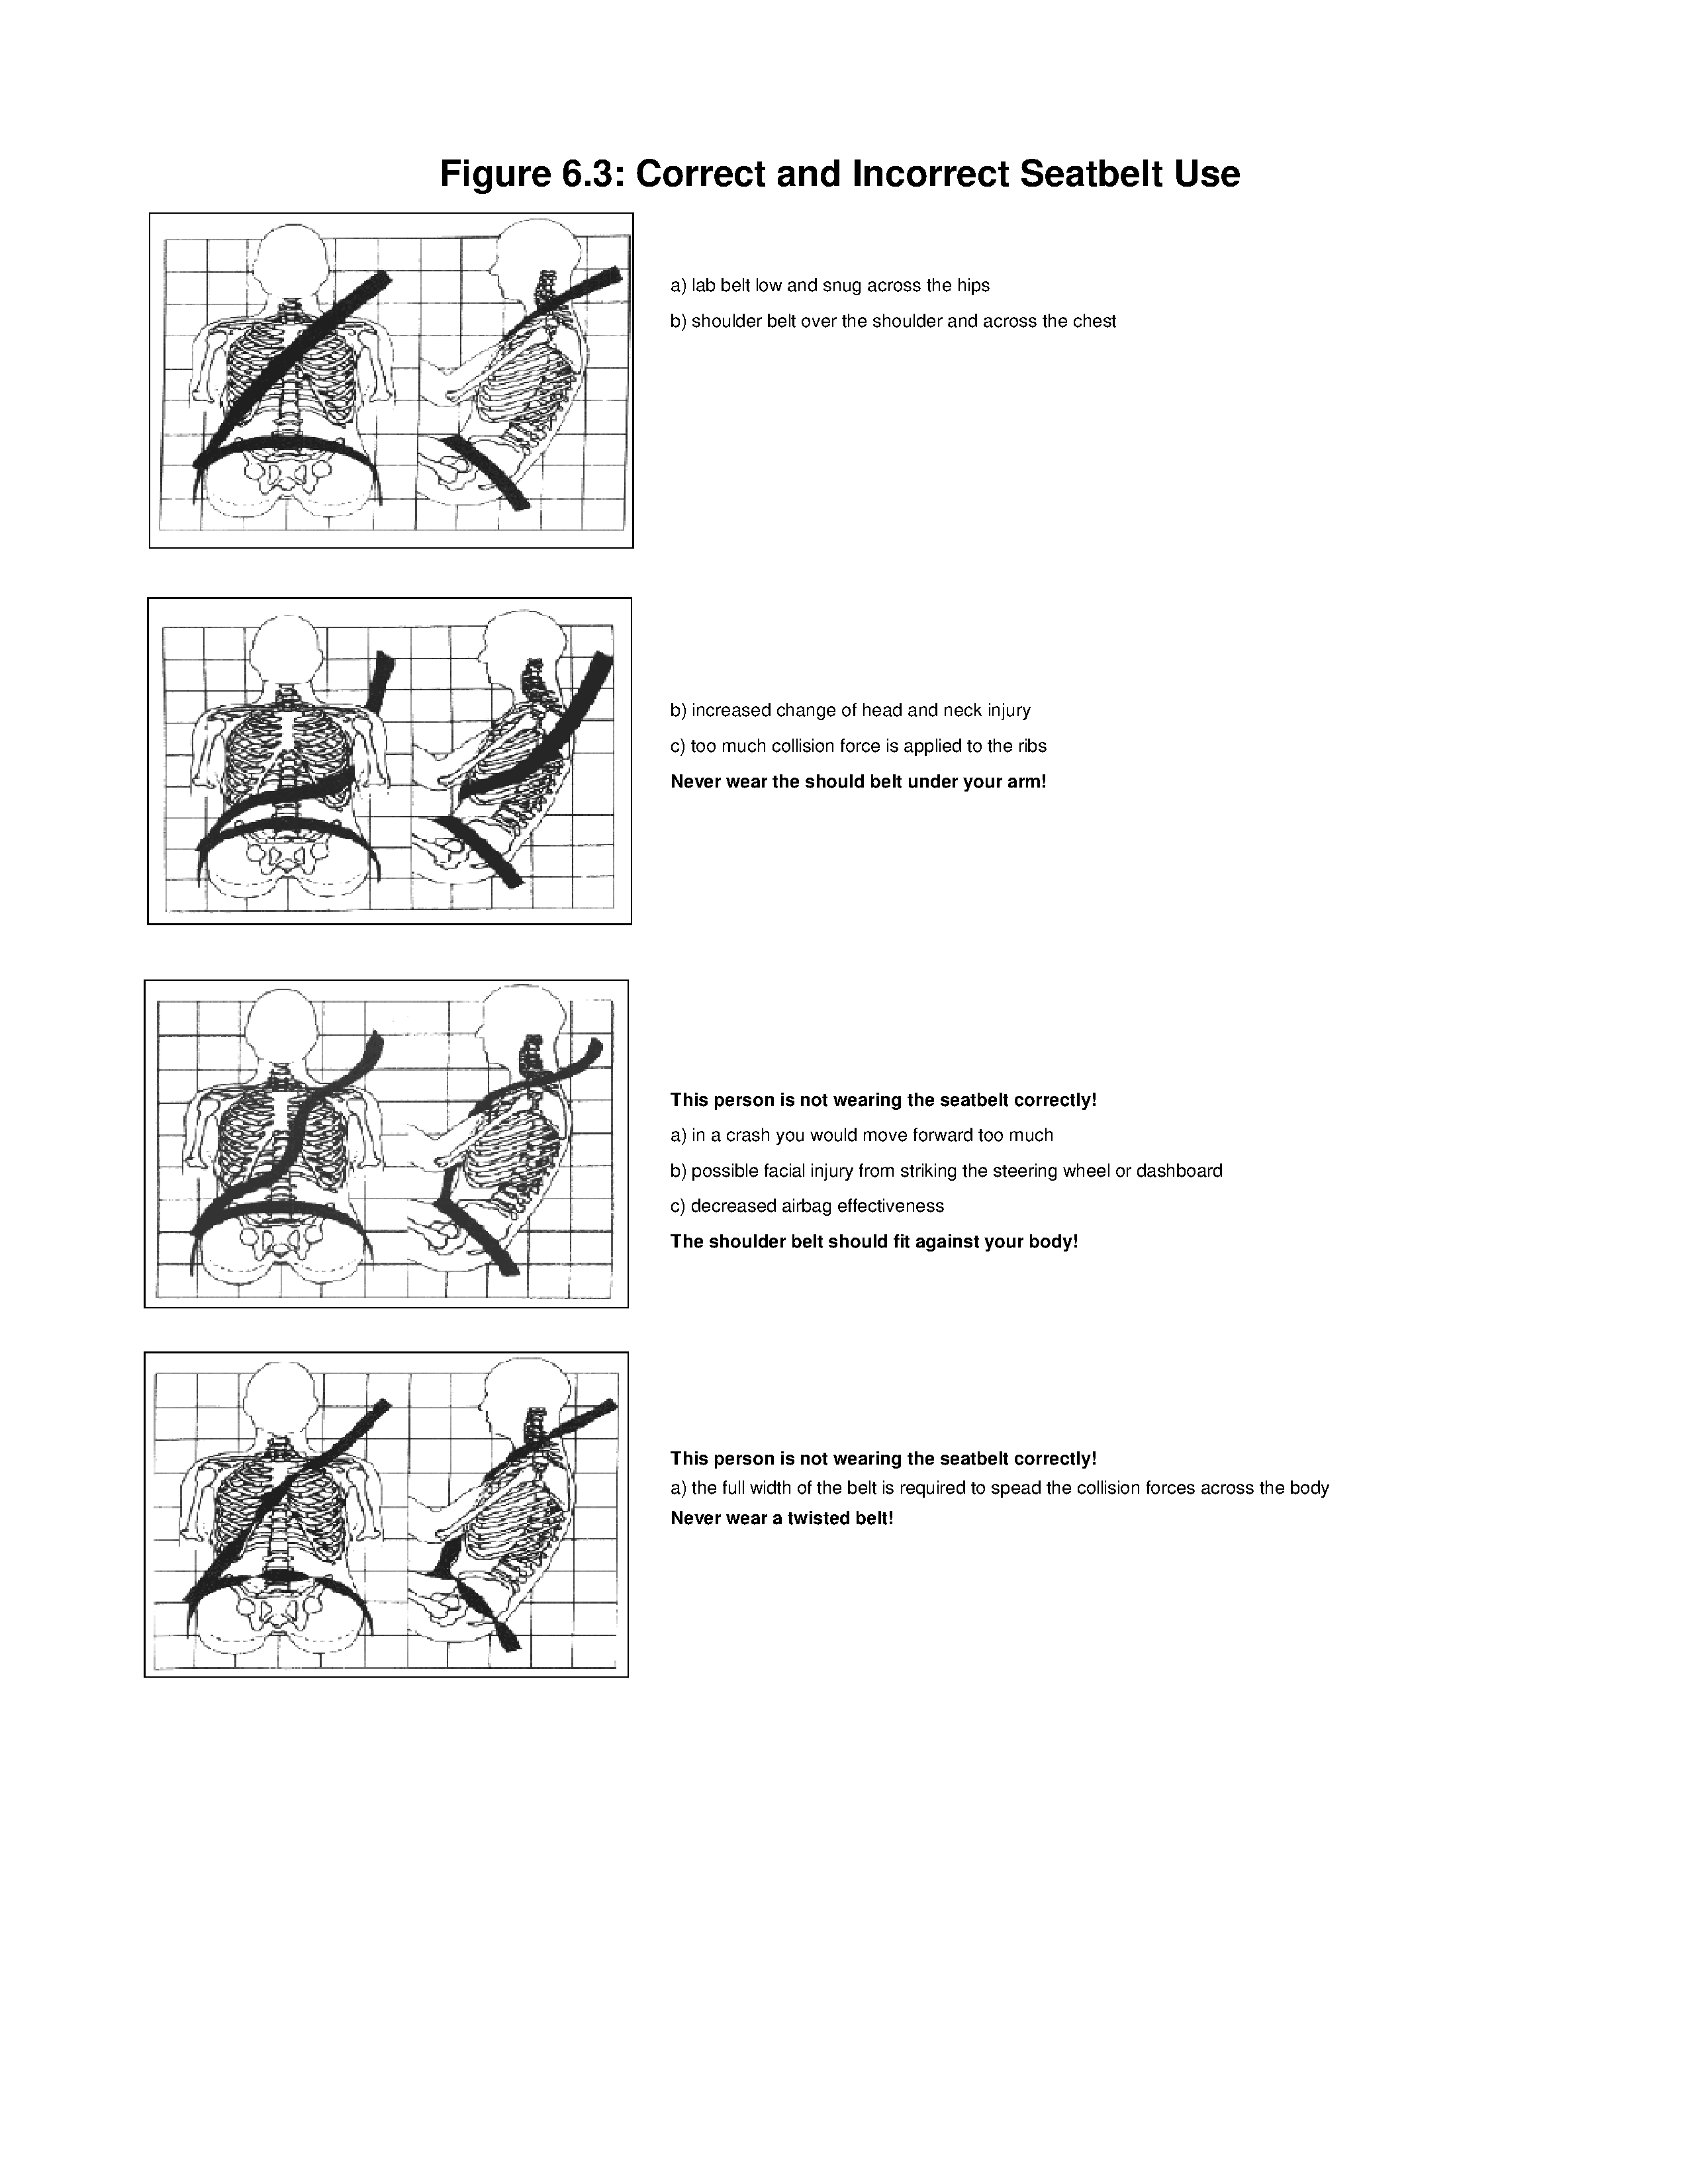 Figure 6.3: Correct and Incorrect Seatbelt Use
a) lab belt low and snug across the hips
b) shoulder belt over the shoulder and across the chest
b) increased change of head and neck injury
c) too much collision force is applied to the ribs
Never wear the should belt under your arm!
This person is not wearing the seatbelt correctly!
a) in a crash you would move forward too much
b) possible facial injury from striking the steering wheel or dashboard
c) decreased airbag effectiveness
The shoulder belt should fit against your body!
This person is not wearing the seatbelt correctly!
a) the full width of the belt is required to spead the collision forces across the body
Never wear a twisted belt!